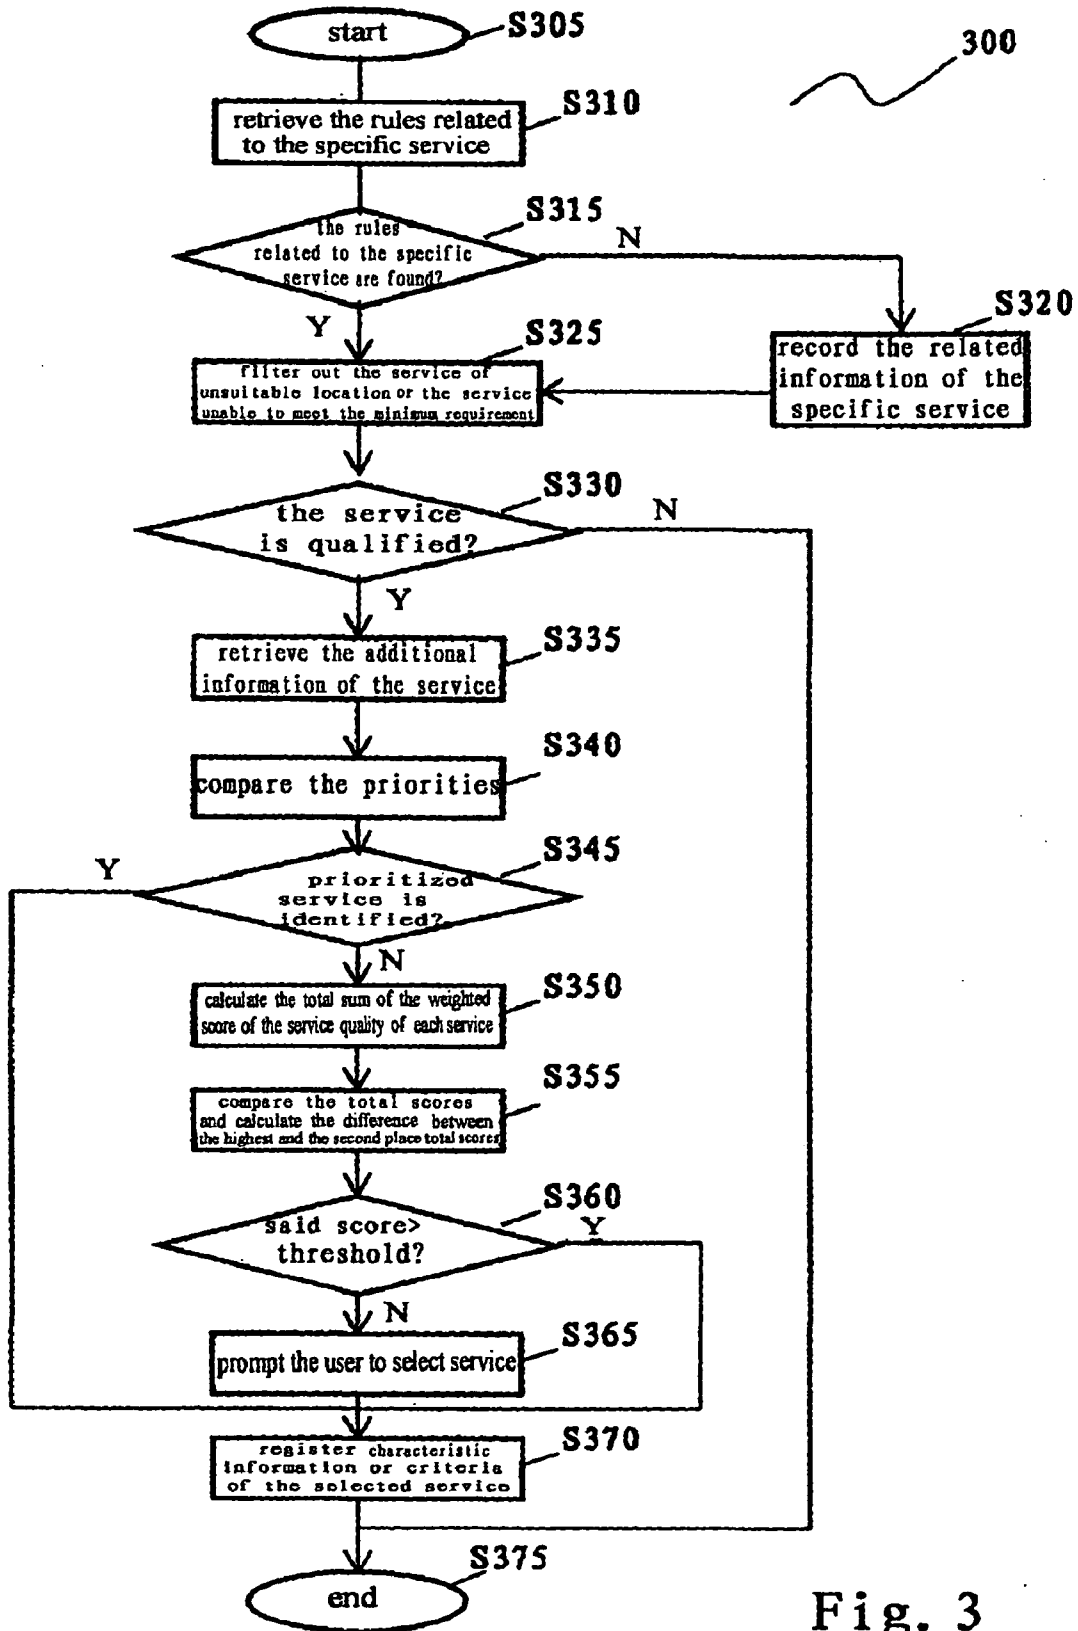 start
S305
300
S310
retrieve the rules related
to the specific service
S315
the rules
related to the specific
service are found?
N
Y
S320
record the related
information of the
specific service
S325
filter out the service of
unsuitable location or the service
unable to meet the minimum requirement
S330
the service
is qualified?
N
Y
S335
retrieve the additional
information of the service
S340
compare the priorities
S345
Y
prioritized
service is
identified?
N
S350
calculate the total sum of the weighted
score of the service quality of each service
S355
compare the total scores
and calculate the difference between
the highest and the second place total scores
S360
said score>
threshold?
Y
N
S365
prompt the user to select service
S370
register characteristic
information or criteria
of the selected service
S375
end
Fig. 3